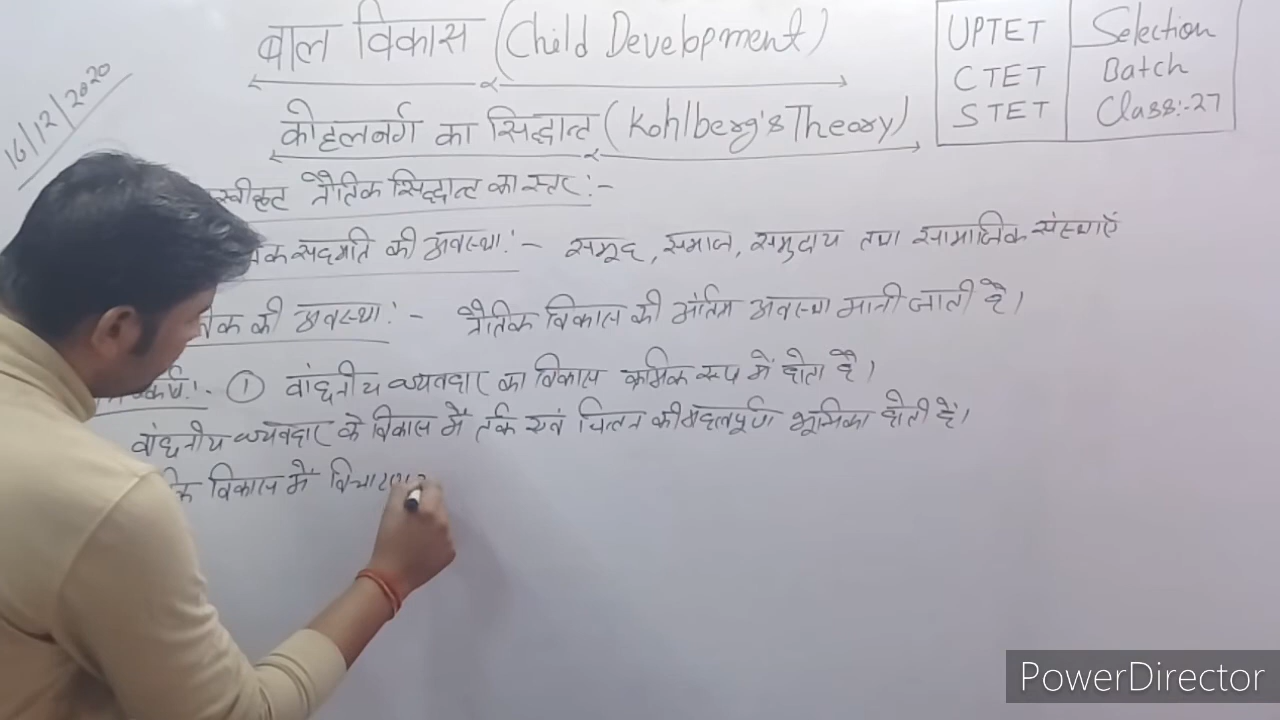 बाल विकास (Child Development)
UPTET Selection
CTET Batch
STET Class:-27
16/12/2020
कोहलबर्ग का सिद्धान्त (Kohlberg's Theory)
स्वीकृत नैतिक सिद्धान्त का स्तर:-
क सहमति की अवस्था:- समूह, समाज, समुदाय तथा सामाजिक संस्थाएँ
की अवस्था:- नैतिक विकास की अंतिम अवस्था मानी जाती है।
① वांछनीय व्यवहार का विकास क्रमिक रूप में होता है।
वांछनीय व्यवहार के विकास में तर्क एवं चिन्तन की महत्वपूर्ण भूमिका होती है।
विकास में
PowerDirector